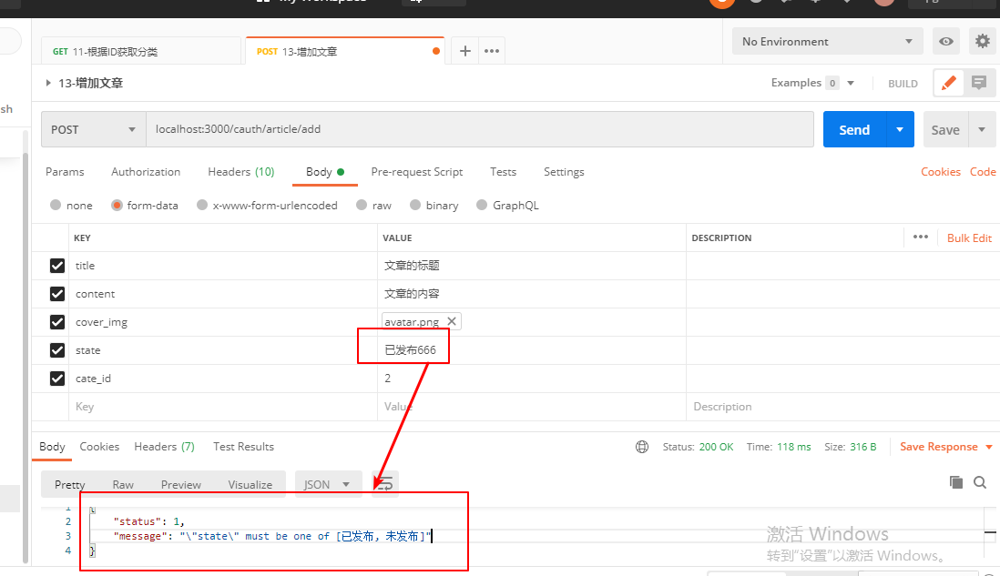 GET 11-根据ID获取分类
POST 13-增加文章
No Environment
13-增加文章
Examples 0
BUILD
sh
POST
localhost:3000/cauth/article/add
Send
Save
Params Authorization Headers (10) Body Pre-request Script Tests Settings Cookies Code
none form-data x-www-form-urlencoded raw binary GraphQL
KEY VALUE DESCRIPTION ••• Bulk Edit
title 文章的标题
content 文章的内容
cover_img avatar.png
state 已发布666
cate_id 2
Key Value Description
Body Cookies Headers (7) Test Results Status: 200 OK Time: 118 ms Size: 316 B Save Response
Pretty Raw Preview Visualize JSON
1 {
2 "status": 1,
3 "message": "\"state\" must be one of [已发布, 未发布]"
4 }
激活 Windows
转到“设置”以激活 Windows。